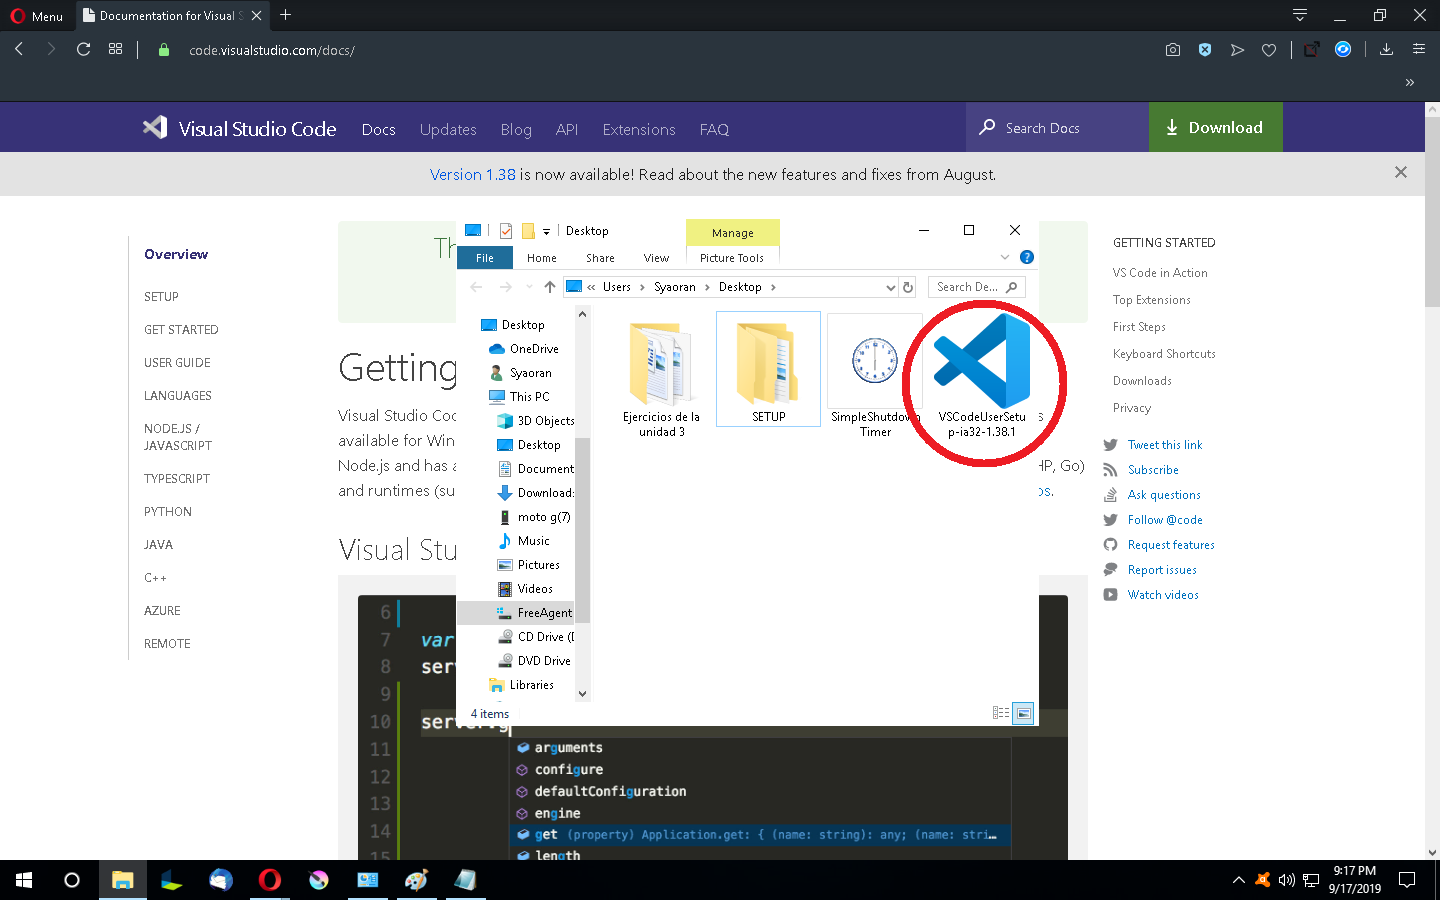 Menu
Documentation for Visual S
code.visualstudio.com/docs/
Visual Studio Code
Docs
Updates
Blog
API
Extensions
FAQ
Search Docs
Download
Version 1.38 is now available! Read about the new features and fixes from August.
Overview
SETUP
GET STARTED
USER GUIDE
LANGUAGES
NODE.JS /
JAVASCRIPT
TYPESCRIPT
PYTHON
JAVA
C++
AZURE
REMOTE
Th
Getting
Visual Studio Coc
available for Win
Node.js and has a
HP, Go)
and runtimes (su
os.
Visual Stu
Desktop
Manage
File
Home
Share
View
Picture Tools
« Users > Syaoran > Desktop >
Search De...
Desktop
OneDrive
Syaoran
This PC
3D Objects
Desktop
Document
Download
moto g(7)
Music
Pictures
Videos
FreeAgent
CD Drive (
DVD Drive
Libraries
Ejercicios de la
unidad 3
SETUP
SimpleShutdown
Timer
VSCodeUserSetu
p-ia32-1.38.1
s
4 items
6
7 var
8 serv
9
10 server.g
11
12
13
14
15
arguments
configure
defaultConfiguration
engine
get (property) Application.get: { (name: string): any; (name: stri…
length
GETTING STARTED
VS Code in Action
Top Extensions
First Steps
Keyboard Shortcuts
Downloads
Privacy
Tweet this link
Subscribe
Ask questions
Follow @code
Request features
Report issues
Watch videos
9:17 PM
9/17/2019